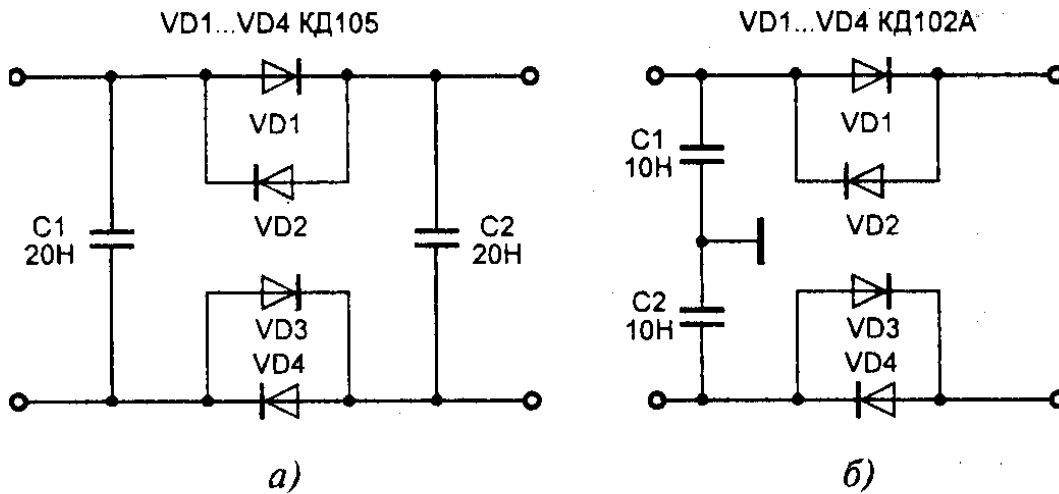 VD1...VD4 КД105
VD1
VD2
C1
20Н
C2
20Н
VD3
VD4
а)
VD1...VD4 КД102А
C1
10Н
VD1
VD2
C2
10Н
VD3
VD4
б)